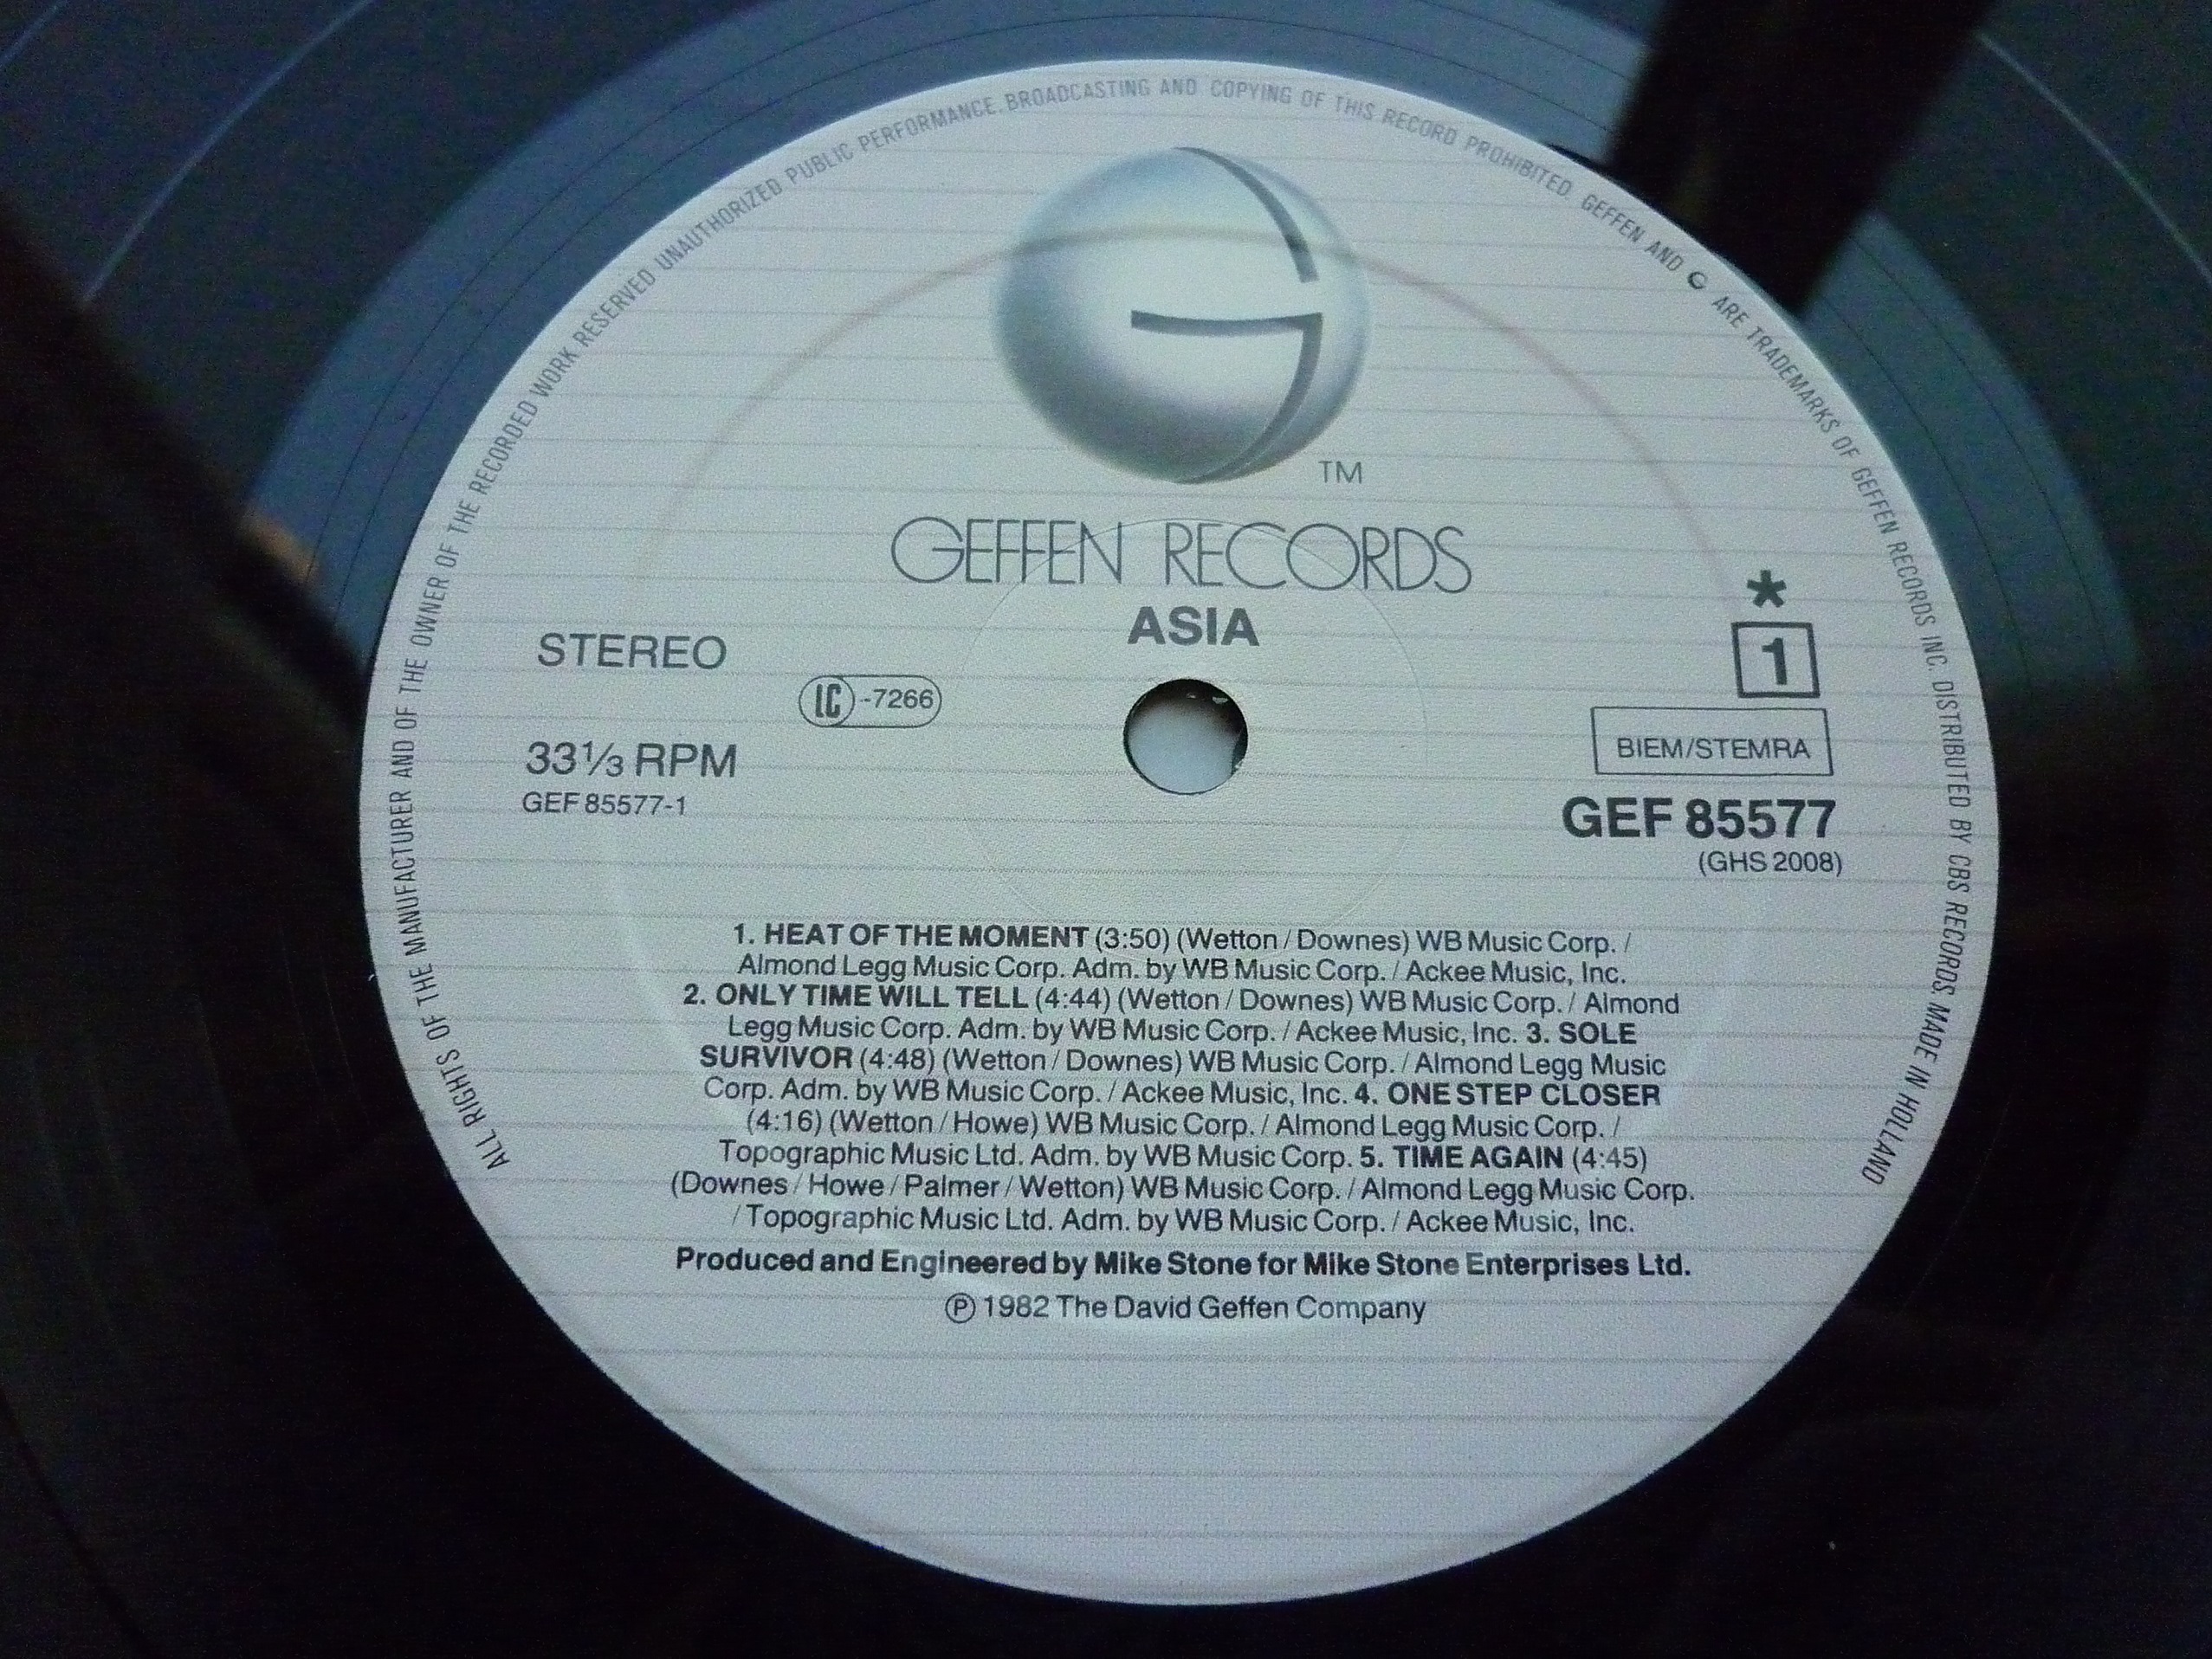 ALL RIGHTS OF THE MANUFACTURER AND OF THE OWNER OF THE RECORDED WORK RESERVED UNAUTHORIZED PUBLIC PERFORMANCE. BROADCASTING AND COPYING OF THIS RECORD PROHIBITED. GEFFEN AND G ARE TRADEMARKS OF GEFFEN RECORDS INC. DISTRIBUTED BY CBS RECORDS MADE IN HOLLAND
TM
GEFFEN RECORDS
ASIA
STEREO
LC -7266
33⅓ RPM
GEF 85577-1
*
1
BIEM/STEMRA
GEF 85577
(GHS 2008)
1. HEAT OF THE MOMENT (3:50) (Wetton / Downes) WB Music Corp. /
Almond Legg Music Corp. Adm. by WB Music Corp. / Ackee Music, Inc.
2. ONLY TIME WILL TELL (4:44) (Wetton / Downes) WB Music Corp. / Almond
Legg Music Corp. Adm. by WB Music Corp. / Ackee Music, Inc. 3. SOLE
SURVIVOR (4:48) (Wetton / Downes) WB Music Corp. / Almond Legg Music
Corp. Adm. by WB Music Corp. / Ackee Music, Inc. 4. ONE STEP CLOSER
(4:16) (Wetton / Howe) WB Music Corp. / Almond Legg Music Corp. /
Topographic Music Ltd. Adm. by WB Music Corp. 5. TIME AGAIN (4:45)
(Downes / Howe / Palmer / Wetton) WB Music Corp. / Almond Legg Music Corp.
/ Topographic Music Ltd. Adm. by WB Music Corp. / Ackee Music, Inc.
Produced and Engineered by Mike Stone for Mike Stone Enterprises Ltd.
℗ 1982 The David Geffen Company